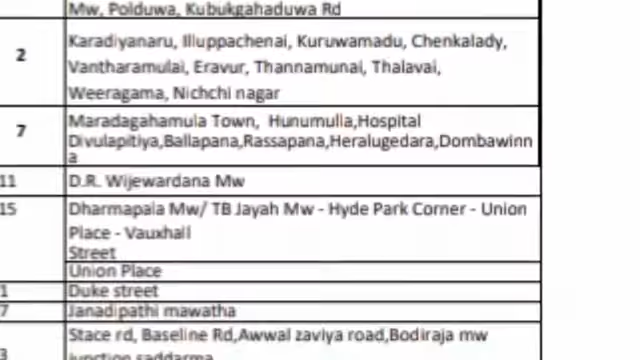 Mw, Polduwa, Kubukgahaduwa Rd
2
Karadiyanaru, Illuppachenai, Kuruwamadu, Chenkalady,
Vantharamulai, Eravur, Thannamunai, Thalavai,
Weeragama, Nichchi nagar
7
Maradagahamula Town, Hunumulla,Hospital
Divulapitiya,Ballapana,Rassapana,Heralugedara,Dombawinn
a
11
D.R. Wijewardana Mw
15
Dharmapala Mw/ TB Jayah Mw - Hyde Park Corner - Union
Place - Vauxhall
Street
Union Place
1
Duke street
7
Janadipathi mawatha
3
Stace rd, Baseline Rd,Awwal zaviya road,Bodiraja mw
junction saddarma